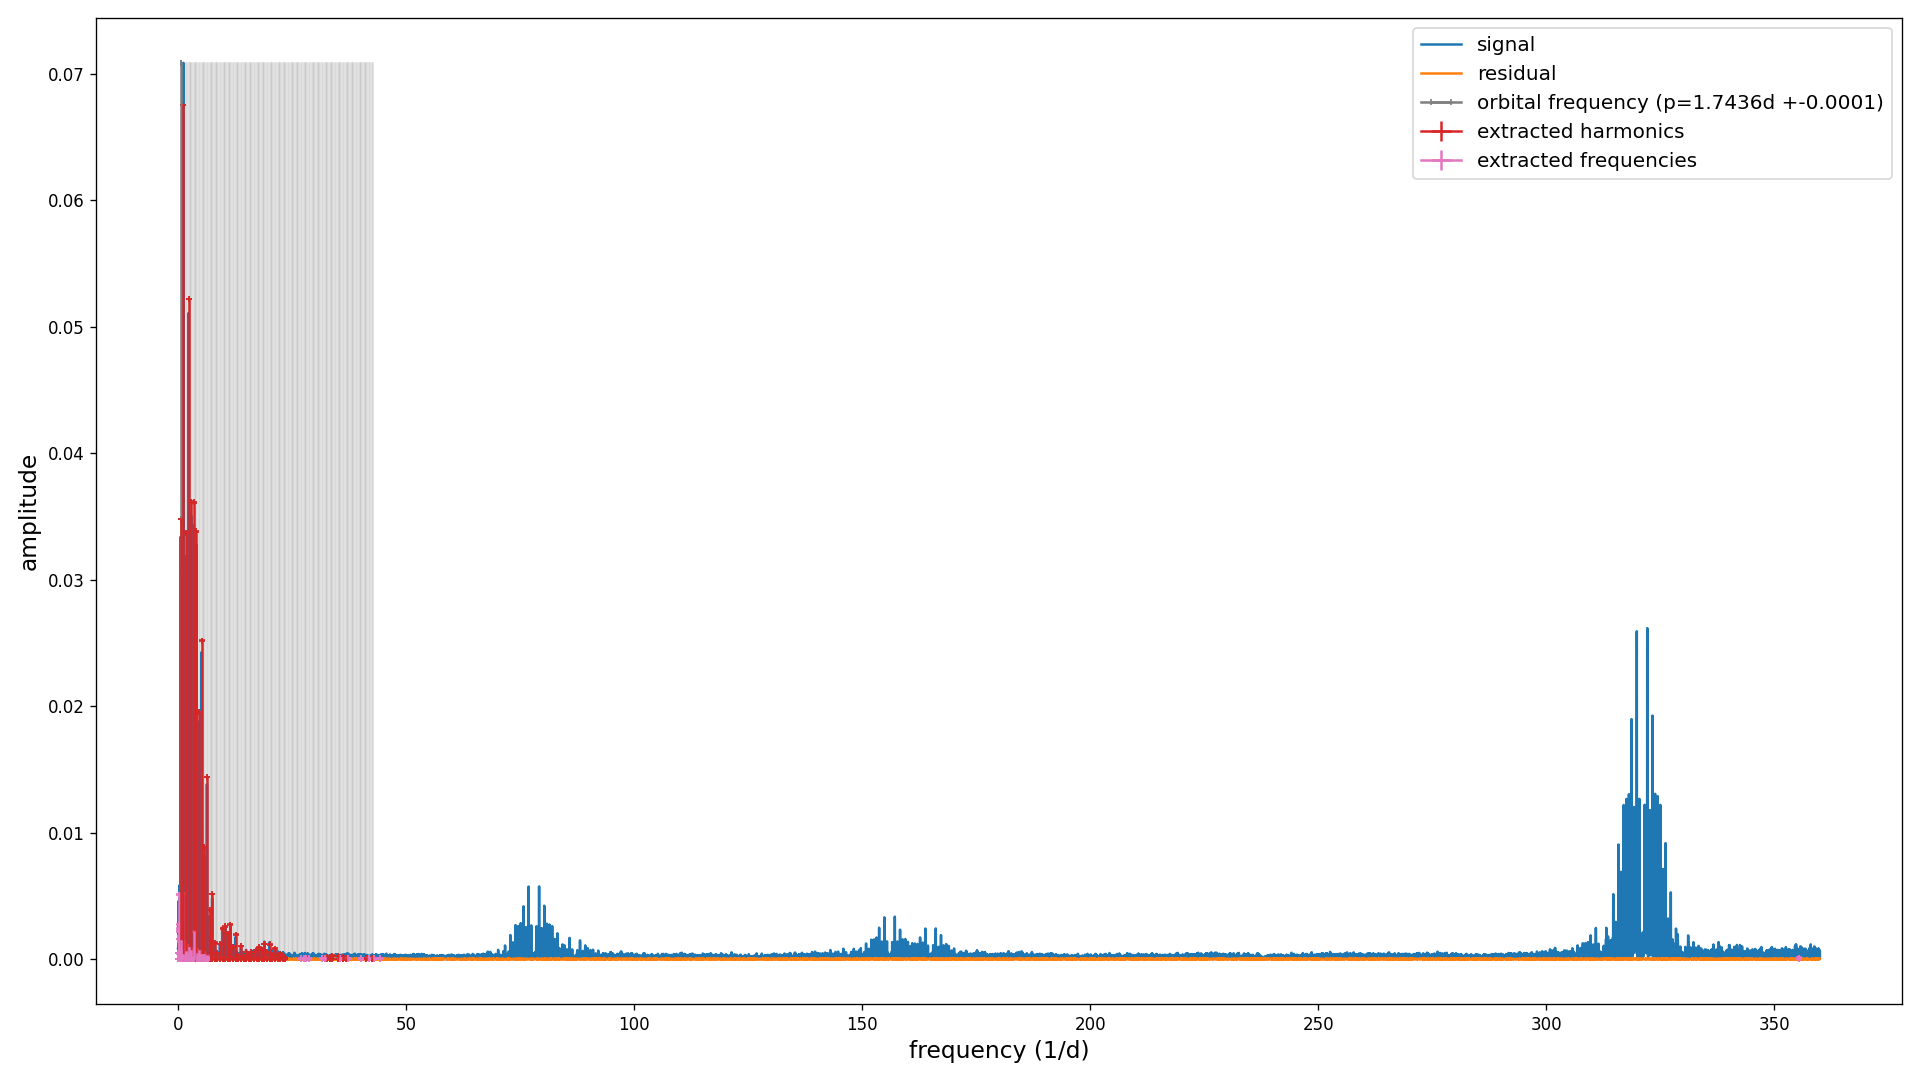 signal
residual
orbital frequency (p=1.7436d +-0.0001)
extracted harmonics
extracted frequencies
0.07
0.06
0.05
0.04
0.03
0.02
0.01
0.00
amplitude
0 50 100 150 200 250 300 350
frequency (1/d)